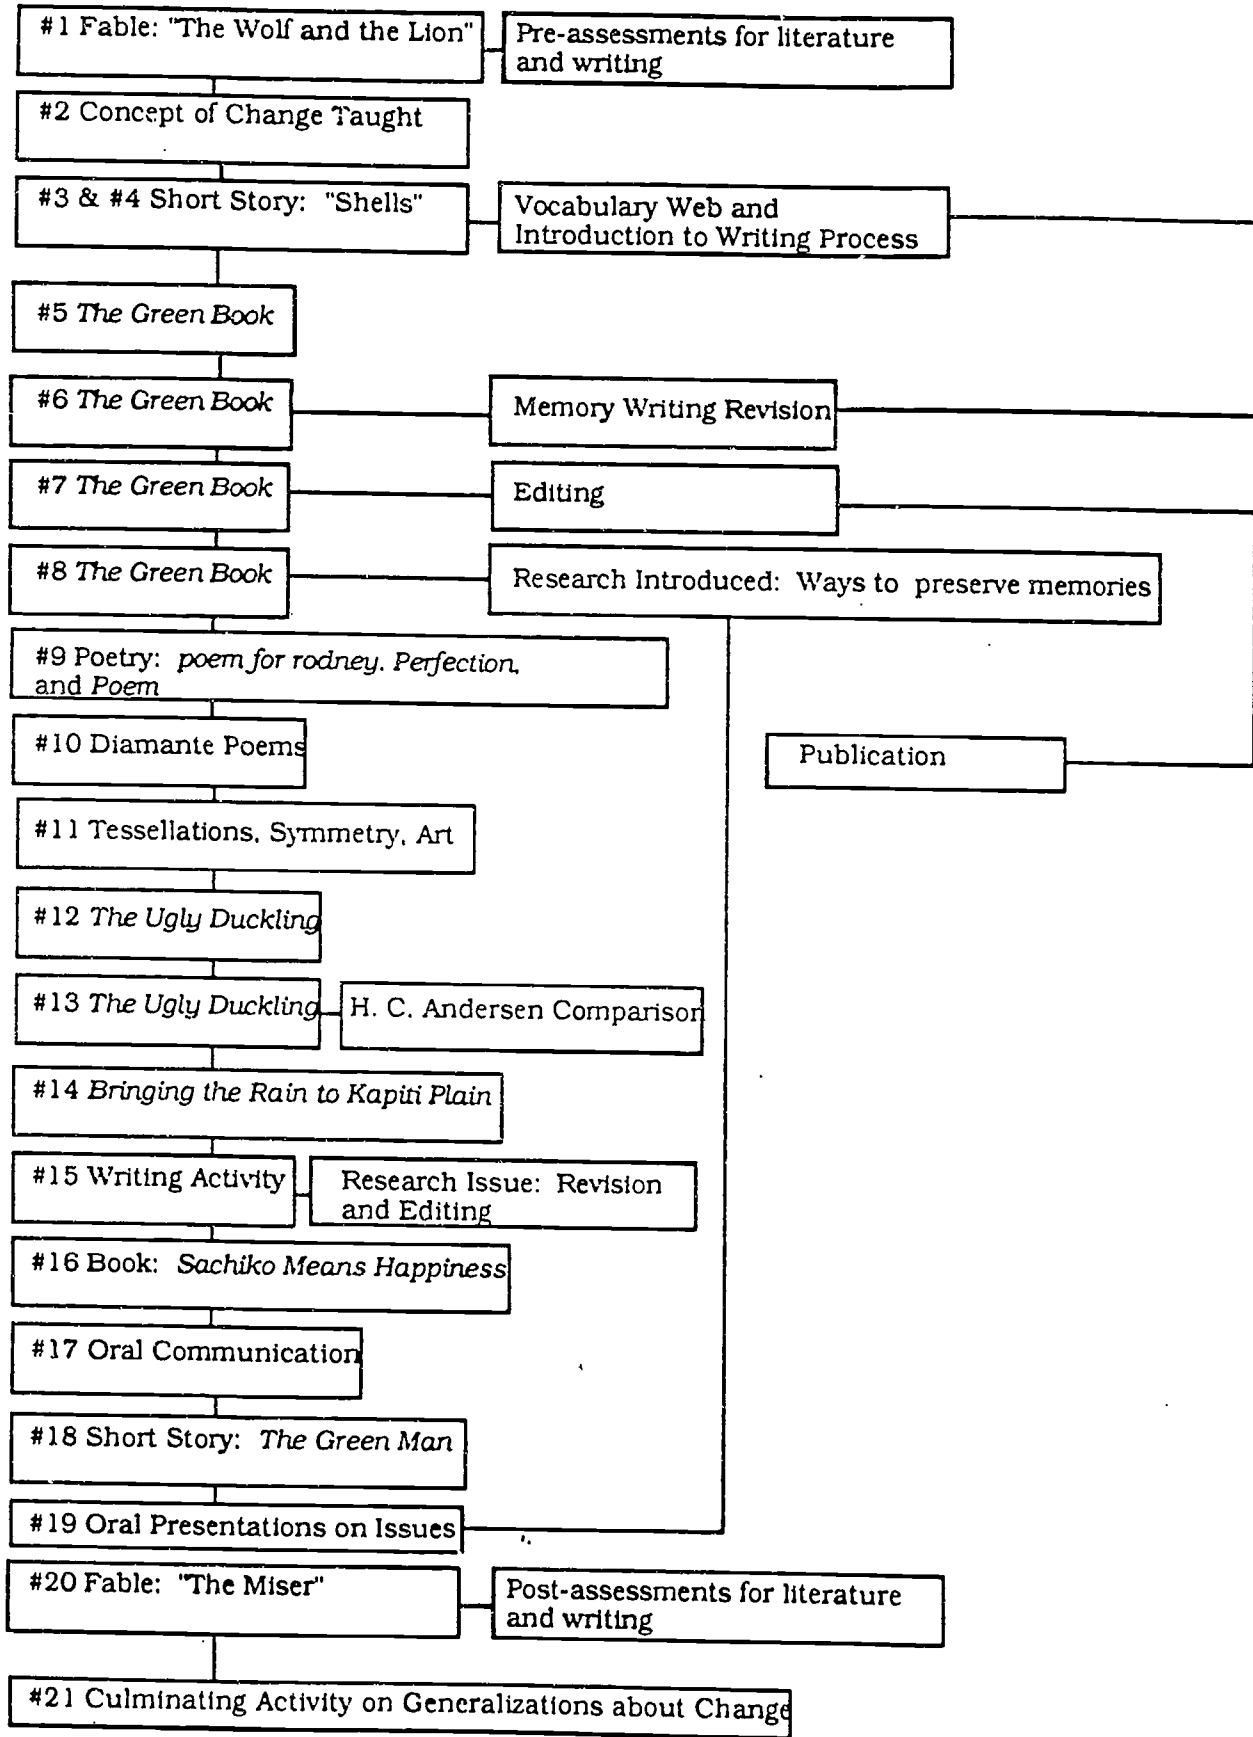 #1 Fable: "The Wolf and the Lion"
Pre-assessments for literature
and writing
#2 Concept of Change Taught
#3 & #4 Short Story: "Shells"
Vocabulary Web and
Introduction to Writing Process
#5 The Green Book
#6 The Green Book
Memory Writing Revision
#7 The Green Book
Editing
#8 The Green Book
Research Introduced: Ways to preserve memories
#9 Poetry: poem for rodney. Perfection,
and Poem
#10 Diamante Poems
Publication
#11 Tessellations, Symmetry, Art
#12 The Ugly Duckling
#13 The Ugly Duckling
H. C. Andersen Comparison
#14 Bringing the Rain to Kapiti Plain
#15 Writing Activity
Research Issue: Revision
and Editing
#16 Book: Sachiko Means Happiness
#17 Oral Communication
#18 Short Story: The Green Man
#19 Oral Presentations on Issues
#20 Fable: "The Miser"
Post-assessments for literature
and writing
#21 Culminating Activity on Generalizations about Change